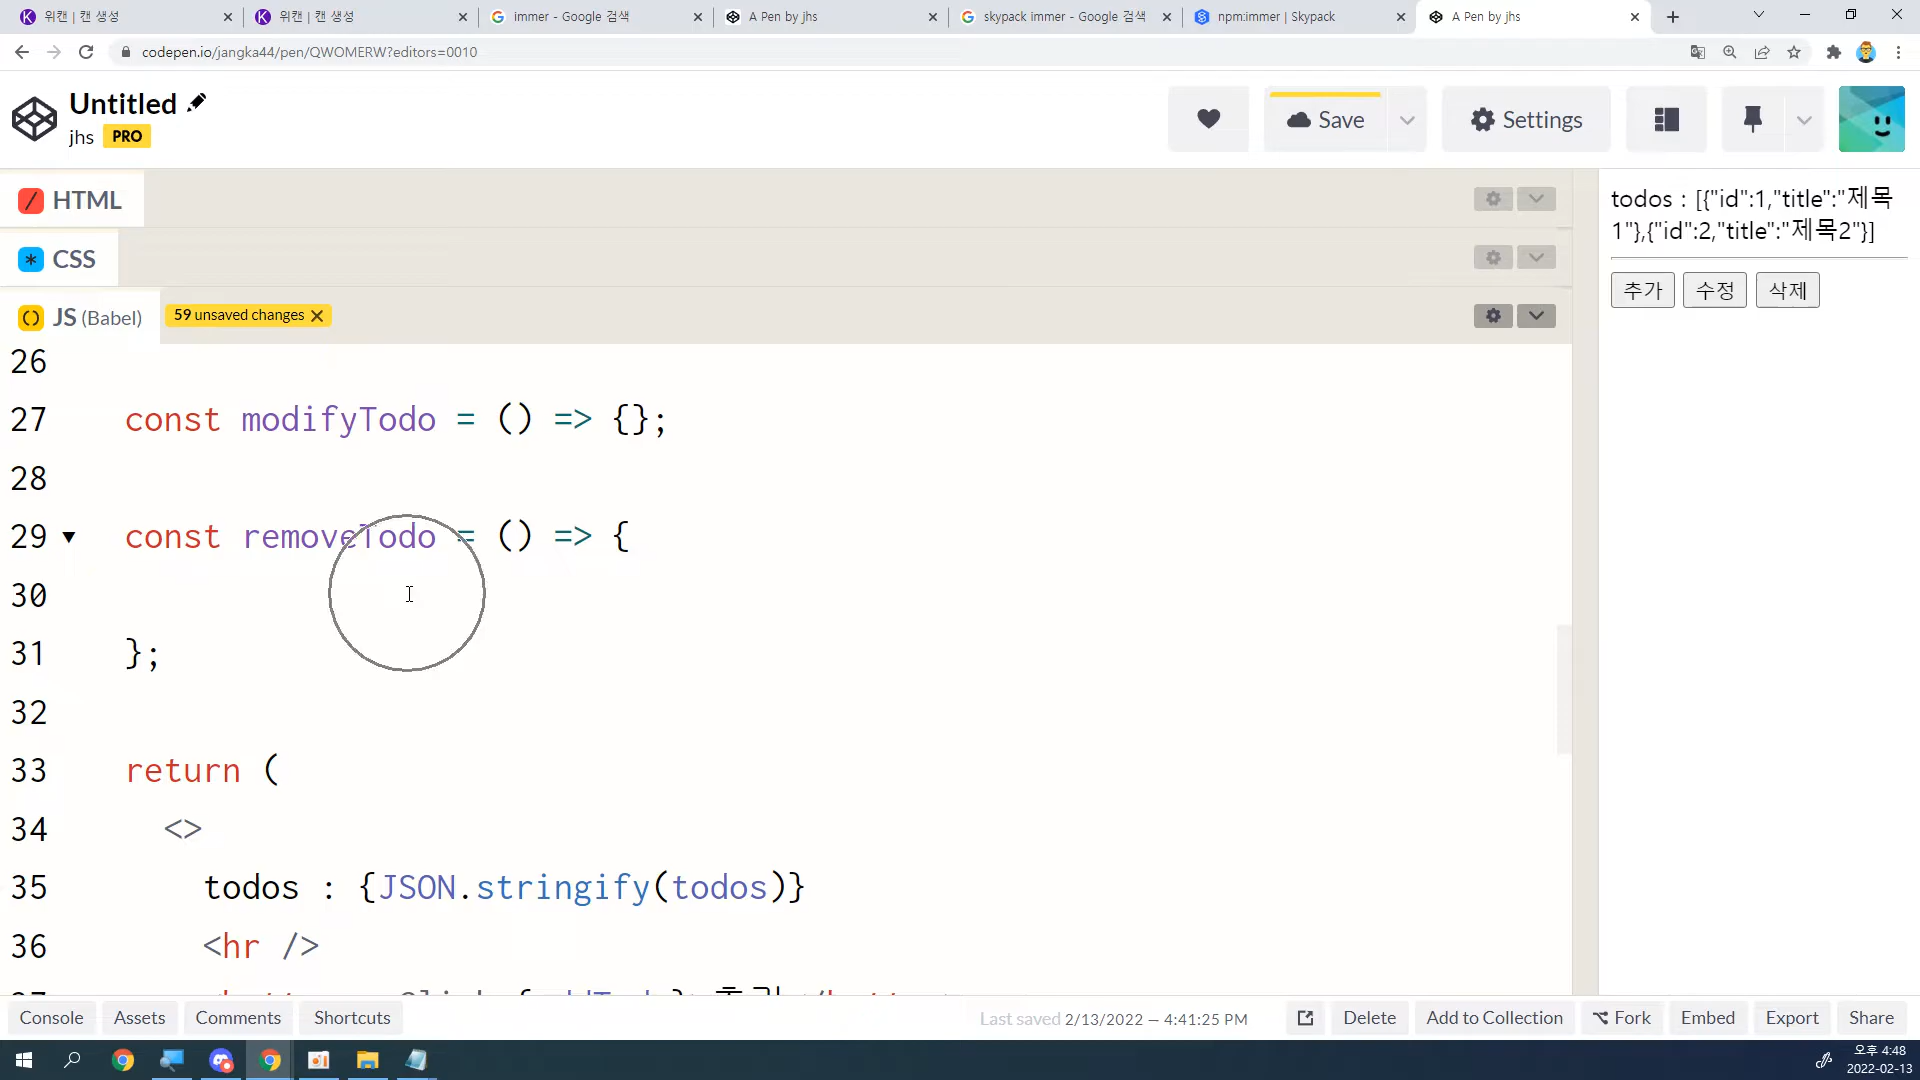 위캔 | 캔 생성
위캔 | 캔 생성
immer - Google 검색
A Pen by jhs
skypack immer - Google 검색
npm:immer | Skypack
A Pen by jhs
codepen.io/jangka44/pen/QWOMERW?editors=0010
Untitled
jhs PRO
Save
Settings
HTML
CSS
JS (Babel)
59 unsaved changes
26
27 const modifyTodo = () => {};
28
29 const removeTodo = () => {
30
31 };
32
33 return (
34 <>
35 todos : {JSON.stringify(todos)}
36 <hr />
todos : [{"id":1,"title":"제목
1"},{"id":2,"title":"제목2"}]
추가 수정 삭제
Console Assets Comments Shortcuts
Last saved 2/13/2022 — 4:41:25 PM
Delete Add to Collection Fork Embed Export Share
오후 4:48
2022-02-13